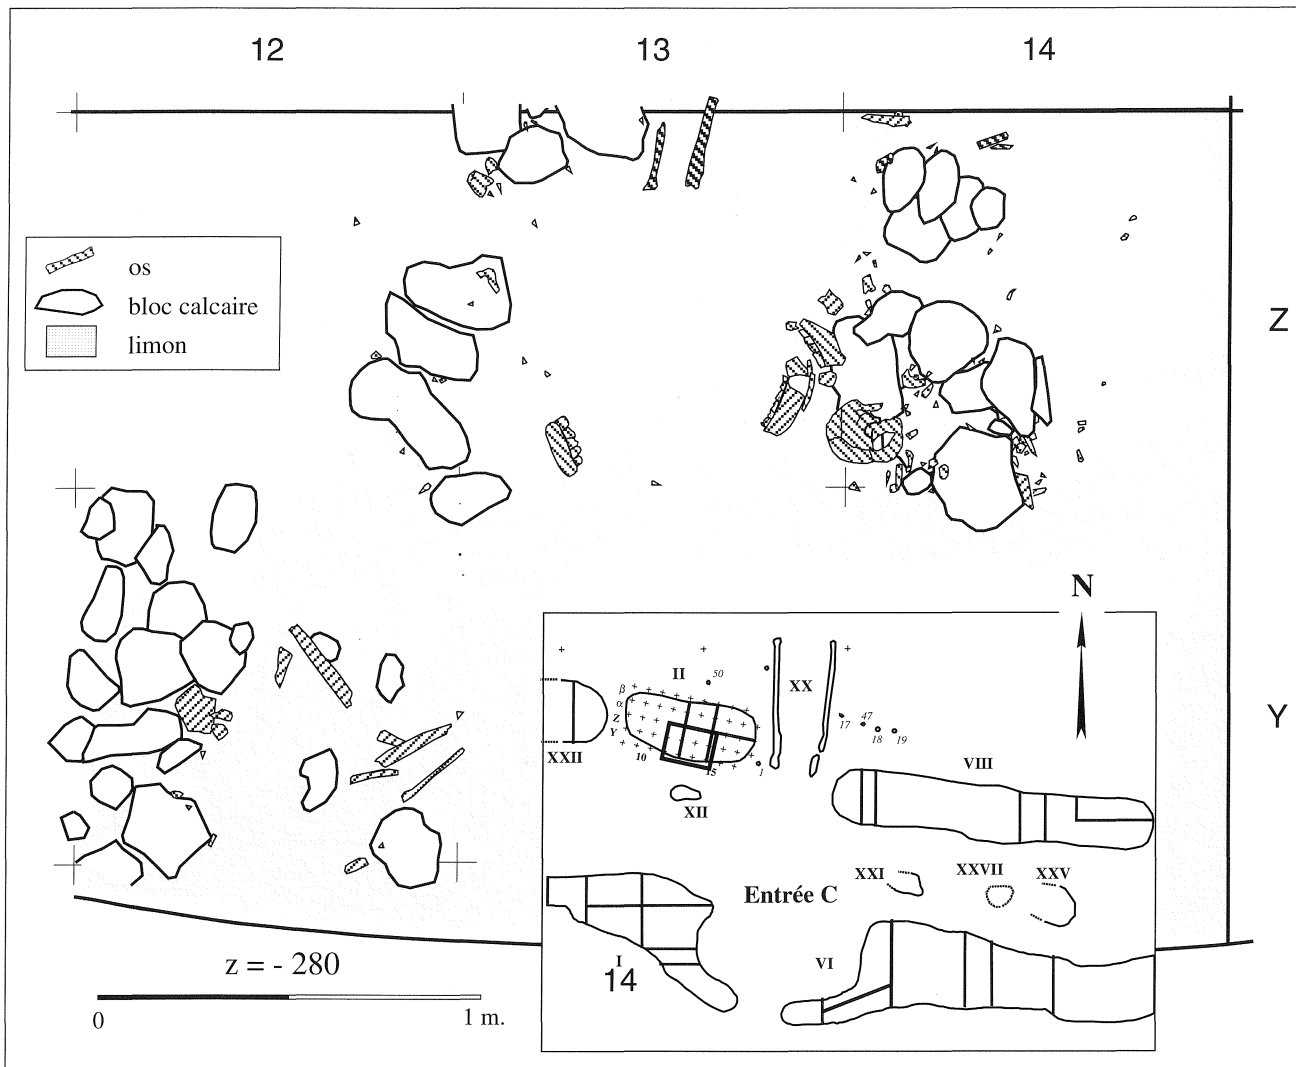 12 13 14
os
bloc calcaire
limon
Z
Y
N
z = - 280
0 1 m.
II 50 XX
β
α
Z
Y
10 15 1
17 47 18 19
XXII
XII
VIII
XXI XXVII XXV
Entrée C
I
14
VI